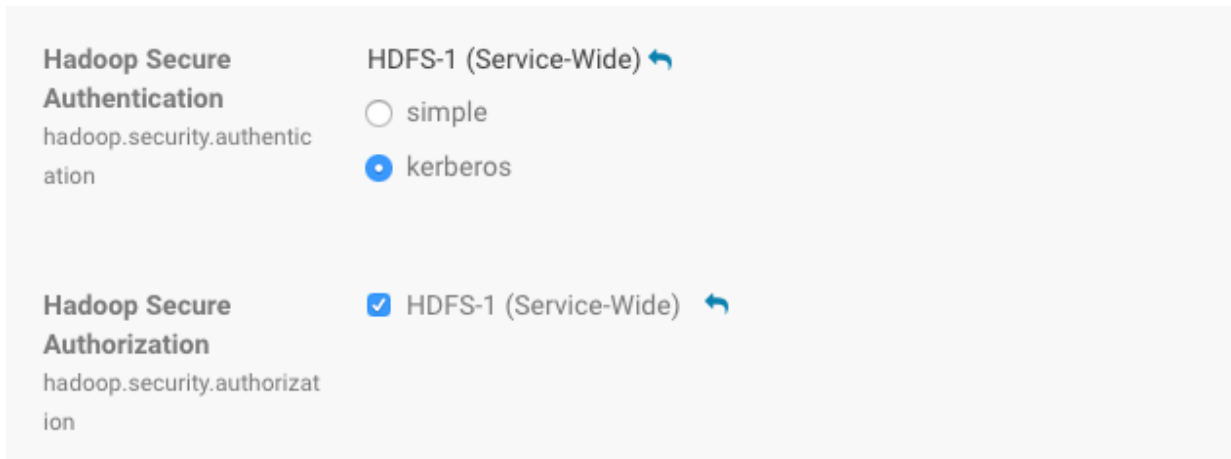 Hadoop Secure
Authentication
hadoop.security.authentic
ation
HDFS-1 (Service-Wide)
simple
kerberos
Hadoop Secure
Authorization
hadoop.security.authorizat
ion
HDFS-1 (Service-Wide)